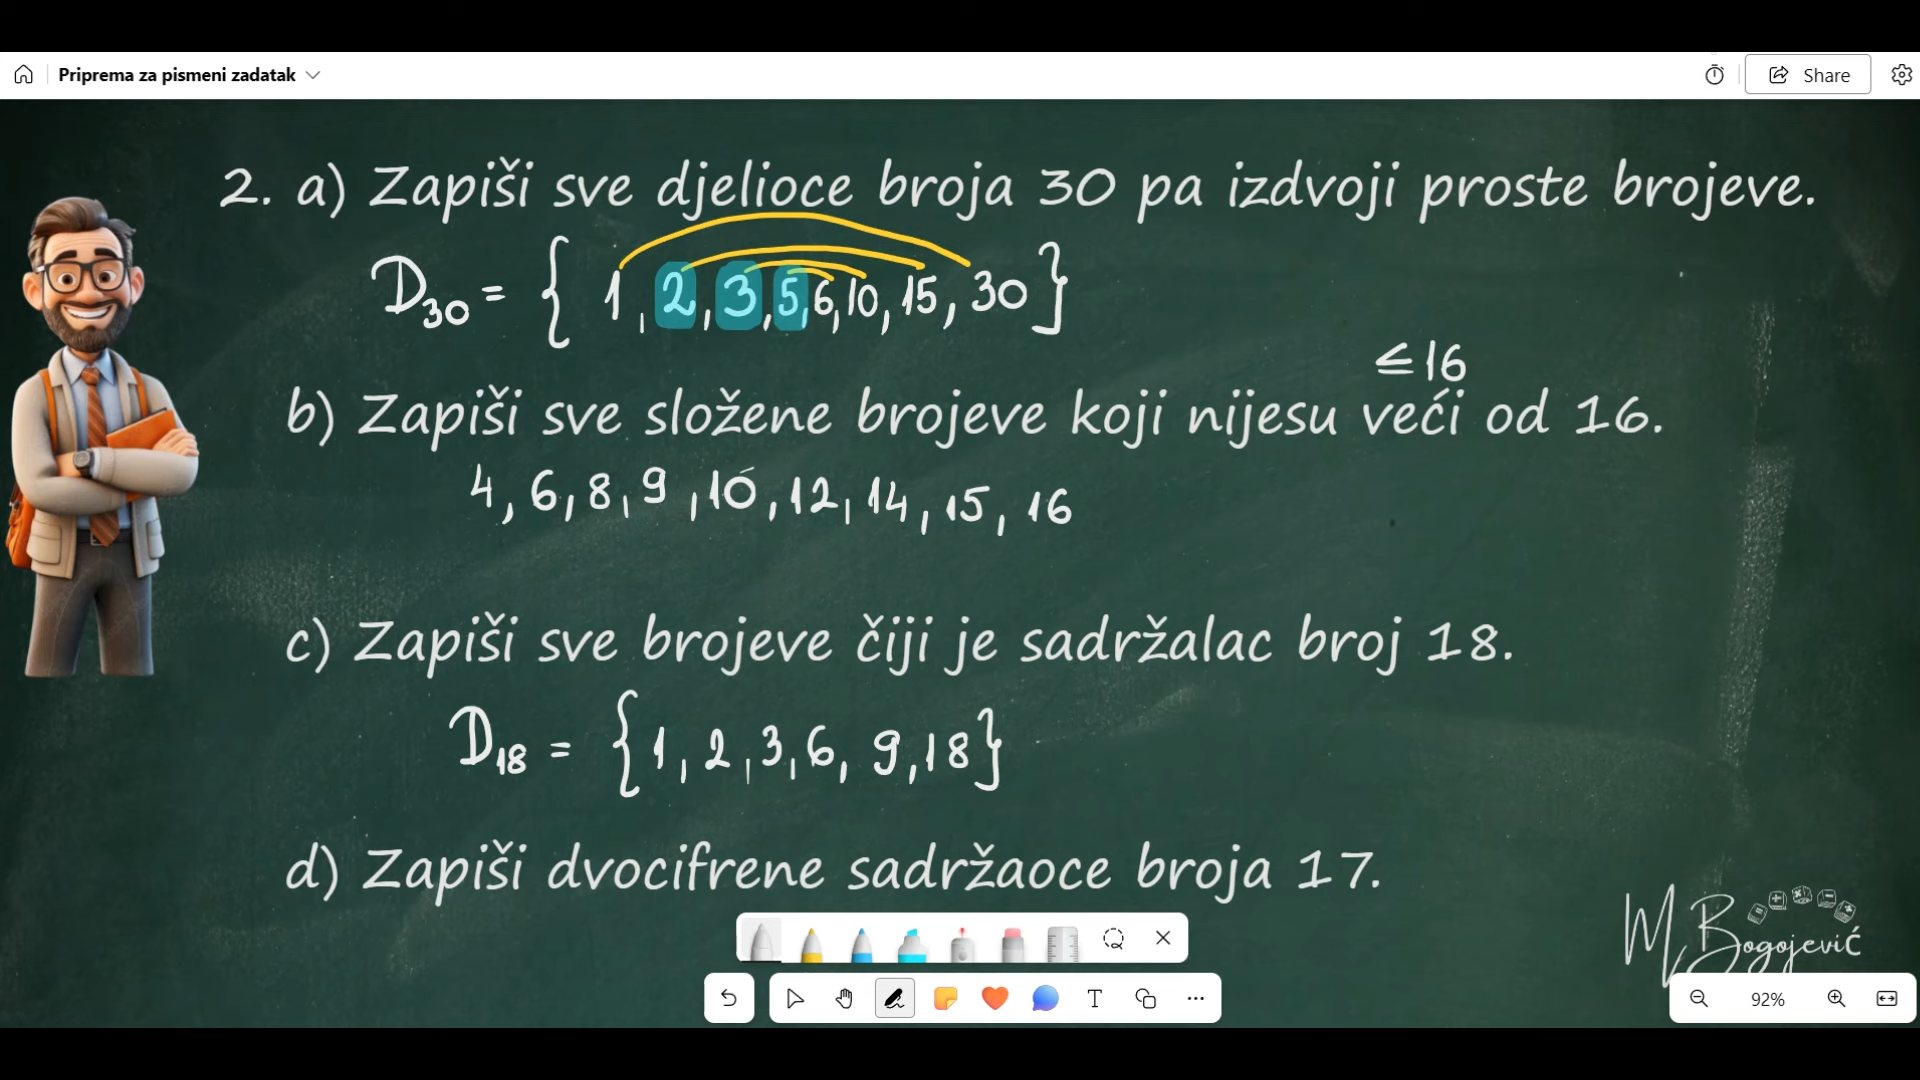 Priprema za pismeni zadatak
Share
2. a) Zapiši sve djelioce broja 30 pa izdvoji proste brojeve.
D30 = { 1, 2, 3, 5, 6, 10, 15, 30 }
≤ 16
b) Zapiši sve složene brojeve koji nijesu veći od 16.
4, 6, 8, 9, 10, 12, 14, 15, 16
c) Zapiši sve brojeve čiji je sadržalac broj 18.
D18 = { 1, 2, 3, 6, 9, 18 }
d) Zapiši dvocifrene sadržaoce broja 17.
M. Bogojević
T
92%